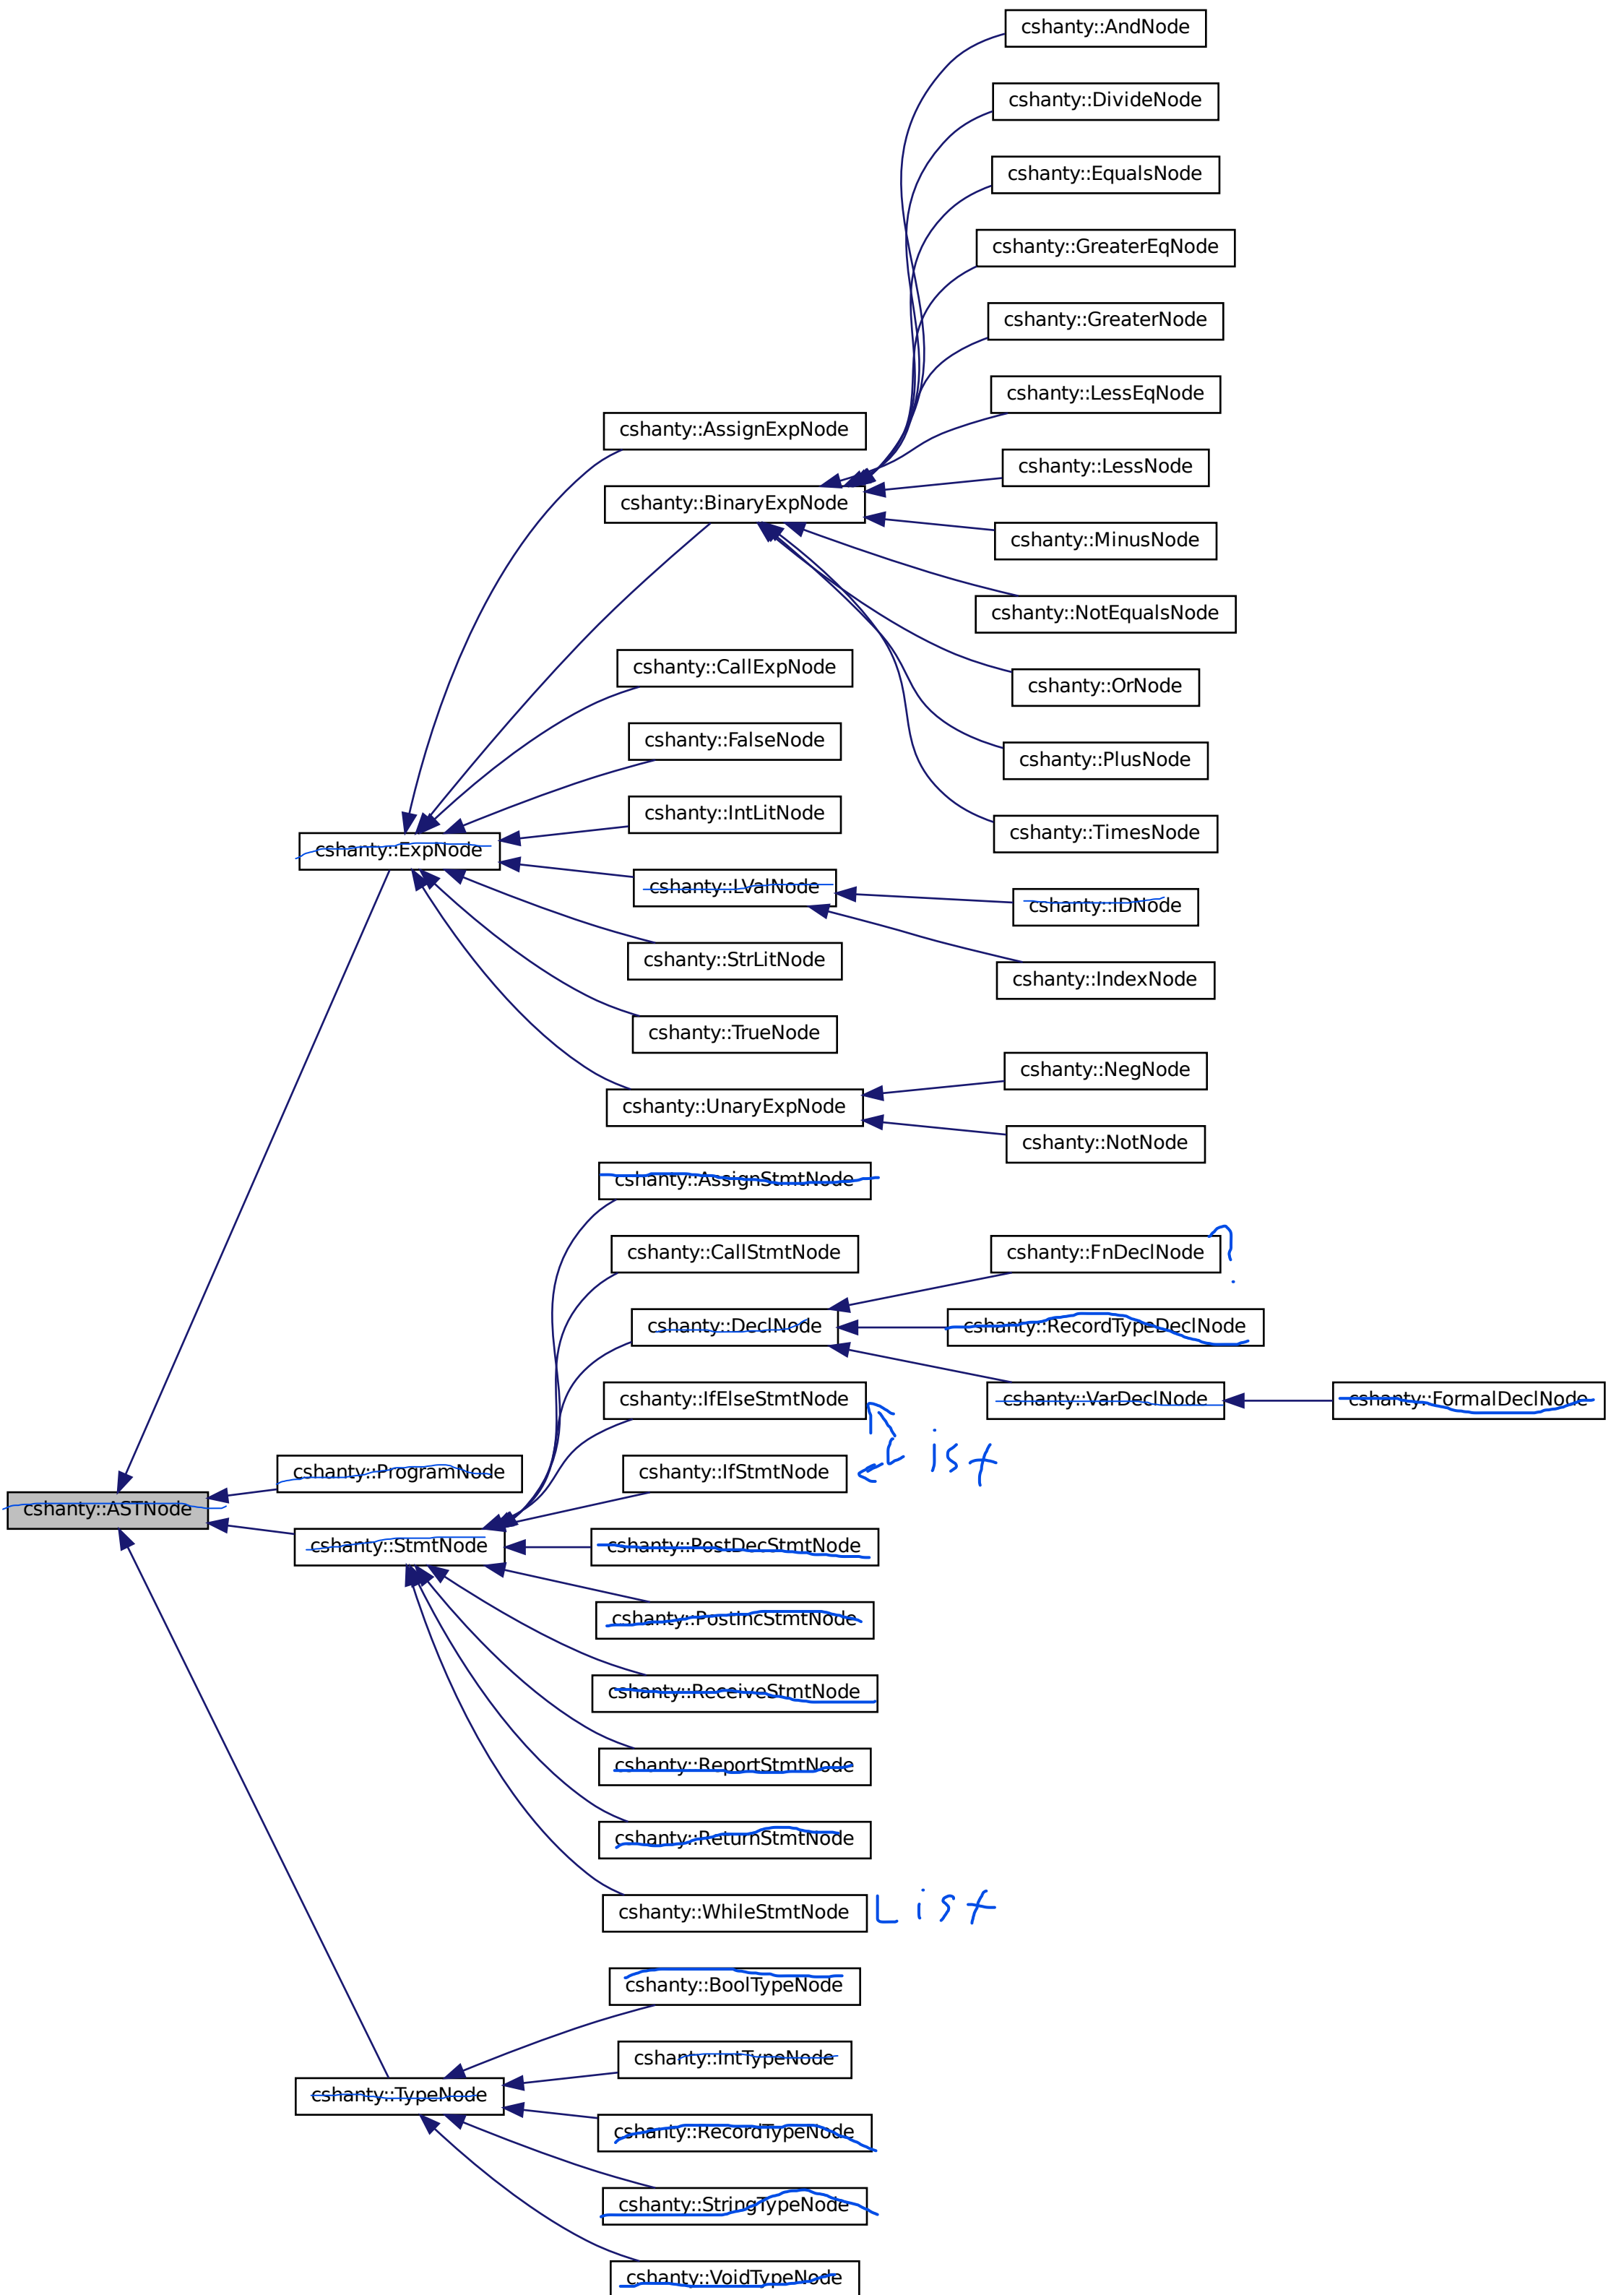 cshanty::AndNode
cshanty::DivideNode
cshanty::EqualsNode
cshanty::GreaterEqNode
cshanty::GreaterNode
cshanty::LessEqNode
cshanty::AssignExpNode
cshanty::LessNode
cshanty::BinaryExpNode
cshanty::MinusNode
cshanty::NotEqualsNode
cshanty::CallExpNode
cshanty::OrNode
cshanty::FalseNode
cshanty::PlusNode
cshanty::IntLitNode
cshanty::TimesNode
cshanty::ExpNode
cshanty::LValNode
cshanty::IDNode
cshanty::StrLitNode
cshanty::IndexNode
cshanty::TrueNode
cshanty::NegNode
cshanty::UnaryExpNode
cshanty::NotNode
cshanty::AssignStmtNode
cshanty::CallStmtNode
cshanty::FnDeclNode ?
cshanty::DeclNode
cshanty::RecordTypeDeclNode
cshanty::IfElseStmtNode
cshanty::VarDeclNode
cshanty::FormalDeclNode
List
cshanty::ProgramNode
cshanty::IfStmtNode
cshanty::ASTNode
cshanty::StmtNode
cshanty::PostDecStmtNode
cshanty::PostIncStmtNode
cshanty::ReceiveStmtNode
cshanty::ReportStmtNode
cshanty::ReturnStmtNode
cshanty::WhileStmtNode List
cshanty::BoolTypeNode
cshanty::IntTypeNode
cshanty::TypeNode
cshanty::RecordTypeNode
cshanty::StringTypeNode
cshanty::VoidTypeNode